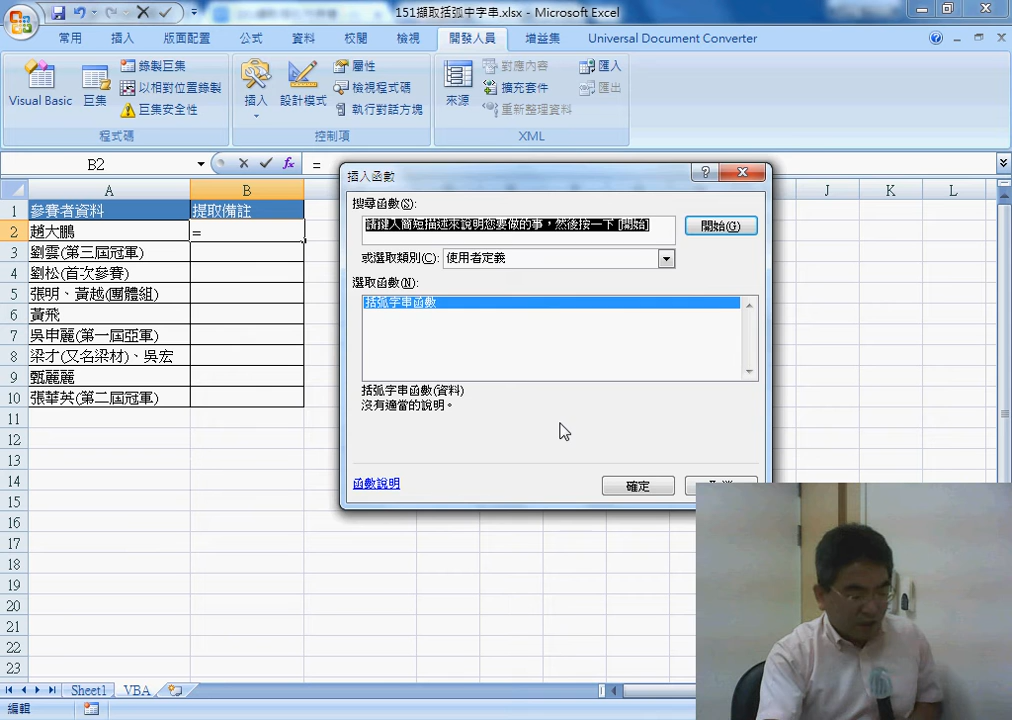 151擷取括弧中字串.xlsx - Microsoft Excel
常用 插入 版面配置 公式 資料 校閱 檢視 開發人員 增益集 Universal Document Converter
Visual Basic 巨集 錄製巨集 以相對位置錄製 巨集安全性 程式碼
插入 設計模式 屬性 檢視程式碼 執行對話方塊 控制項
來源 對應內容 擴充套件 重新整理資料 匯入 匯出 XML
B2 =
A B J K L
1 參賽者資料 提取備註
2 趙大鵬 =
3 劉雲(第三屆冠軍)
4 劉松(首次參賽)
5 張明、黃越(團體組)
6 黃飛
7 吳申麗(第一屆亞軍)
8 梁才(又名梁材)、吳宏
9 甄麗麗
10 張華英(第二屆冠軍)
11
12
13
14
15
16
17
18
19
20
21
22
23
插入函數
搜尋函數(S):
請鍵入簡短描述來說明您要做的事，然後按一下 [開始]
開始(G)
或選取類別(C): 使用者定義
選取函數(N):
括弧字串函數
括弧字串函數(資料)
沒有適當的說明。
函數說明
確定
Sheet1 VBA
編輯